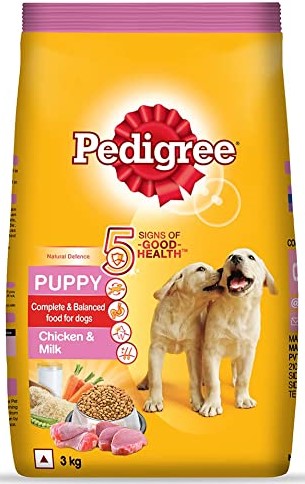 Pedigree®
5 SIGNS OF
-GOOD-
HEALTH™
Natural Defence
PUPPY
Complete & Balanced
food for dogs
Chicken &
Milk
3 kg